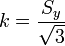 k = \frac{S_y}{\sqrt{3}}